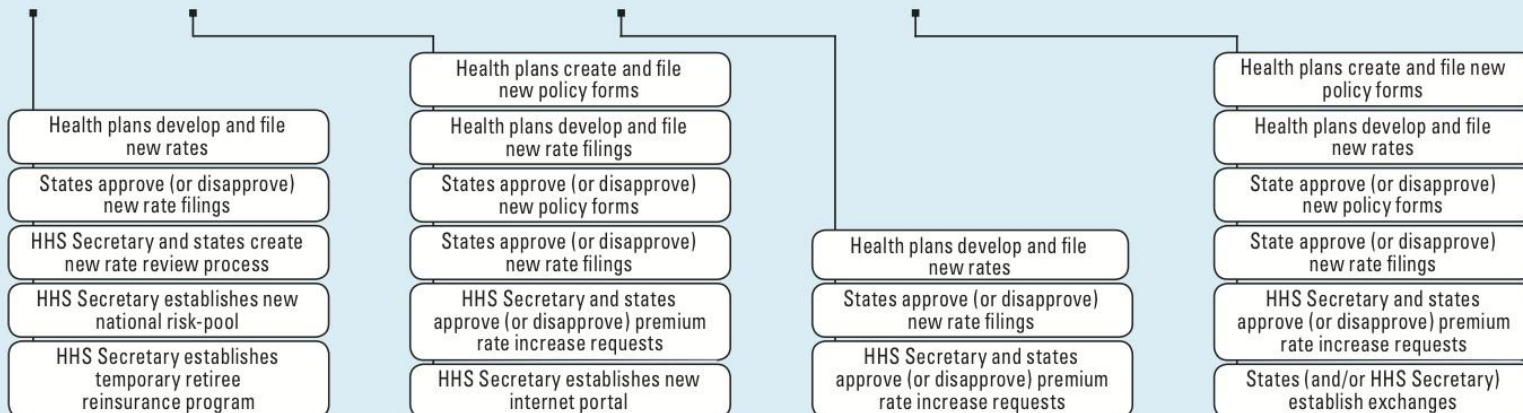 Health plans develop and file
new rates
States approve (or disapprove)
new rate filings
HHS Secretary and states create
new rate review process
HHS Secretary establishes new
national risk-pool
HHS Secretary establishes
temporary retiree
reinsurance program
Health plans create and file
new policy forms
Health plans develop and file
new rate filings
States approve (or disapprove)
new policy forms
States approve (or disapprove)
new rate filings
HHS Secretary and states
approve (or disapprove) premium
rate increase requests
HHS Secretary establishes new
internet portal
Health plans develop and file
new rates
States approve (or disapprove)
new rate filings
HHS Secretary and states
approve (or disapprove) premium
rate increase requests
Health plans create and file new
policy forms
Health plans develop and file
new rates
State approve (or disapprove)
new policy forms
State approve (or disapprove)
new rate filings
HHS Secretary and states
approve (or disapprove) premium
rate increase requests
States (and/or HHS Secretary)
establish exchanges